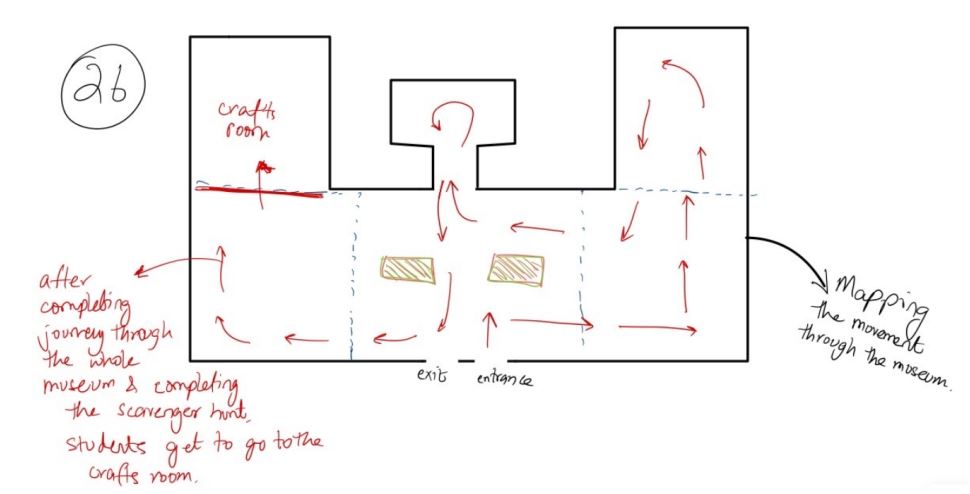 26
crafts
room
after
completing
journey through
the whole
museum & completing
the scavenger hunt,
students get to go to the
crafts room.
exit
entrance
Mapping
the movement
through the museum.